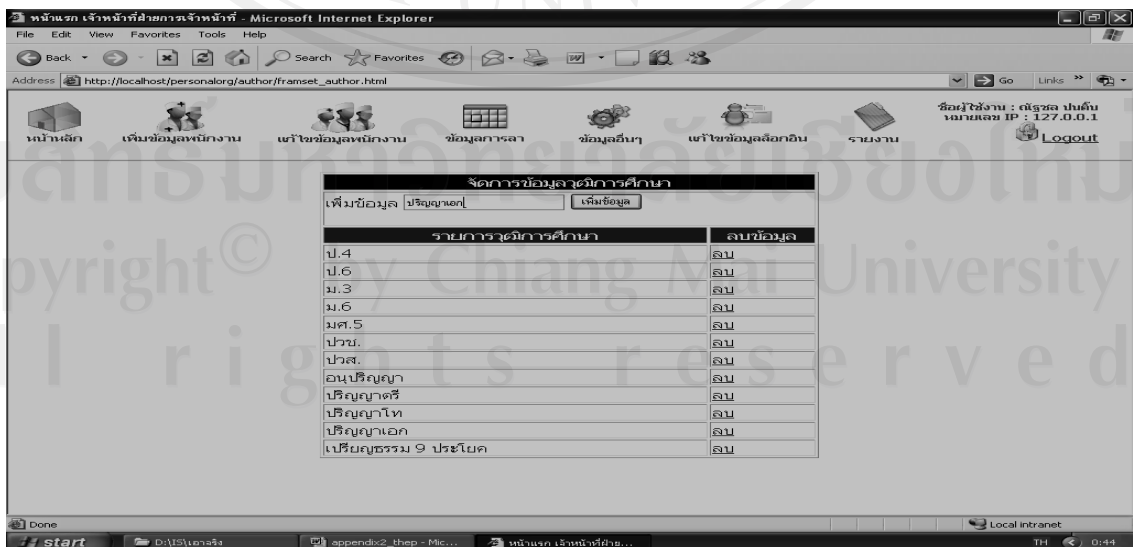 หน้าแรก เจ้าหน้าที่ฝ่ายการเจ้าหน้าที่ - Microsoft Internet Explorer
File Edit View Favorites Tools Help
Back Search Favorites
Address http://localhost/personalorg/author/framset_author.html Go Links
หน้าหลัก เพิ่มข้อมูลพนักงาน แก้ไขข้อมูลพนักงาน ข้อมูลการลา ข้อมูลอื่นๆ แก้ไขข้อมูลล็อกอิน รายงาน
ชื่อผู้ใช้งาน : ณัฐชล ปนคืบ
หมายเลข IP : 127.0.0.1
Logout
จัดการข้อมูลวุฒิการศึกษา
เพิ่มข้อมูล ปริญญาเอก เพิ่มข้อมูล
รายการวุฒิการศึกษา ลบข้อมูล
ป.4 ลบ
ป.6 ลบ
ม.3 ลบ
ม.6 ลบ
มศ.5 ลบ
ปวช. ลบ
ปวส. ลบ
อนุปริญญา ลบ
ปริญญาตรี ลบ
ปริญญาโท ลบ
ปริญญาเอก ลบ
เปรียญธรรม 9 ประโยค ลบ
Copyright© by Chiang Mai University
All rights reserved
Done Local intranet
start D:\IS\เอาจริง appendix2_thep - Mic... หน้าแรก เจ้าหน้าที่ฝ่าย... TH 0:44